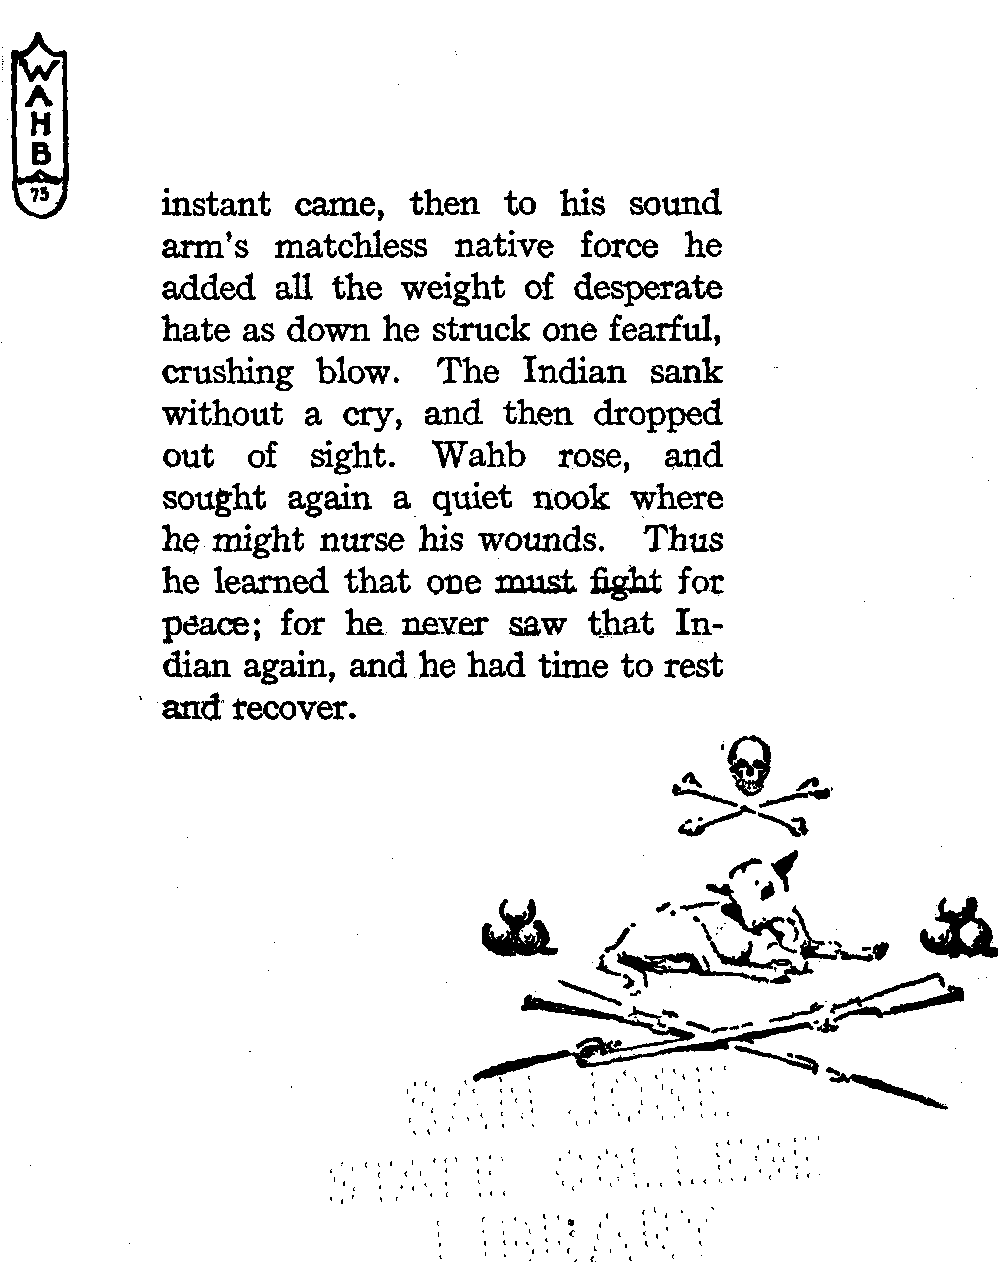 WAHB
73
instant came, then to his sound
arm's matchless native force he
added all the weight of desperate
hate as down he struck one fearful,
crushing blow. The Indian sank
without a cry, and then dropped
out of sight. Wahb rose, and
sought again a quiet nook where
he might nurse his wounds. Thus
he learned that one must fight for
peace; for he never saw that In-
dian again, and he had time to rest
and recover.
SAN JOSE
STATE COLLEGE
LIBRARY